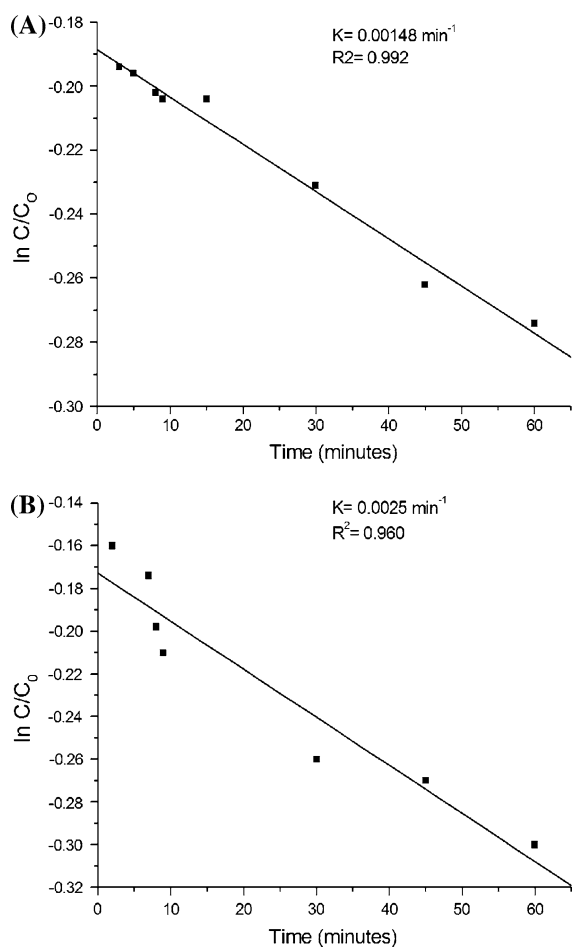 (A)
K= 0.00148 min⁻¹
R2= 0.992
-0.18
-0.20
-0.22
-0.24
-0.26
-0.28
-0.30
ln C/C_O
0 10 20 30 40 50 60
Time (minutes)
(B)
K= 0.0025 min⁻¹
R²= 0.960
-0.14
-0.16
-0.18
-0.20
-0.22
-0.24
-0.26
-0.28
-0.30
-0.32
ln C/C₀
0 10 20 30 40 50 60
Time (minutes)